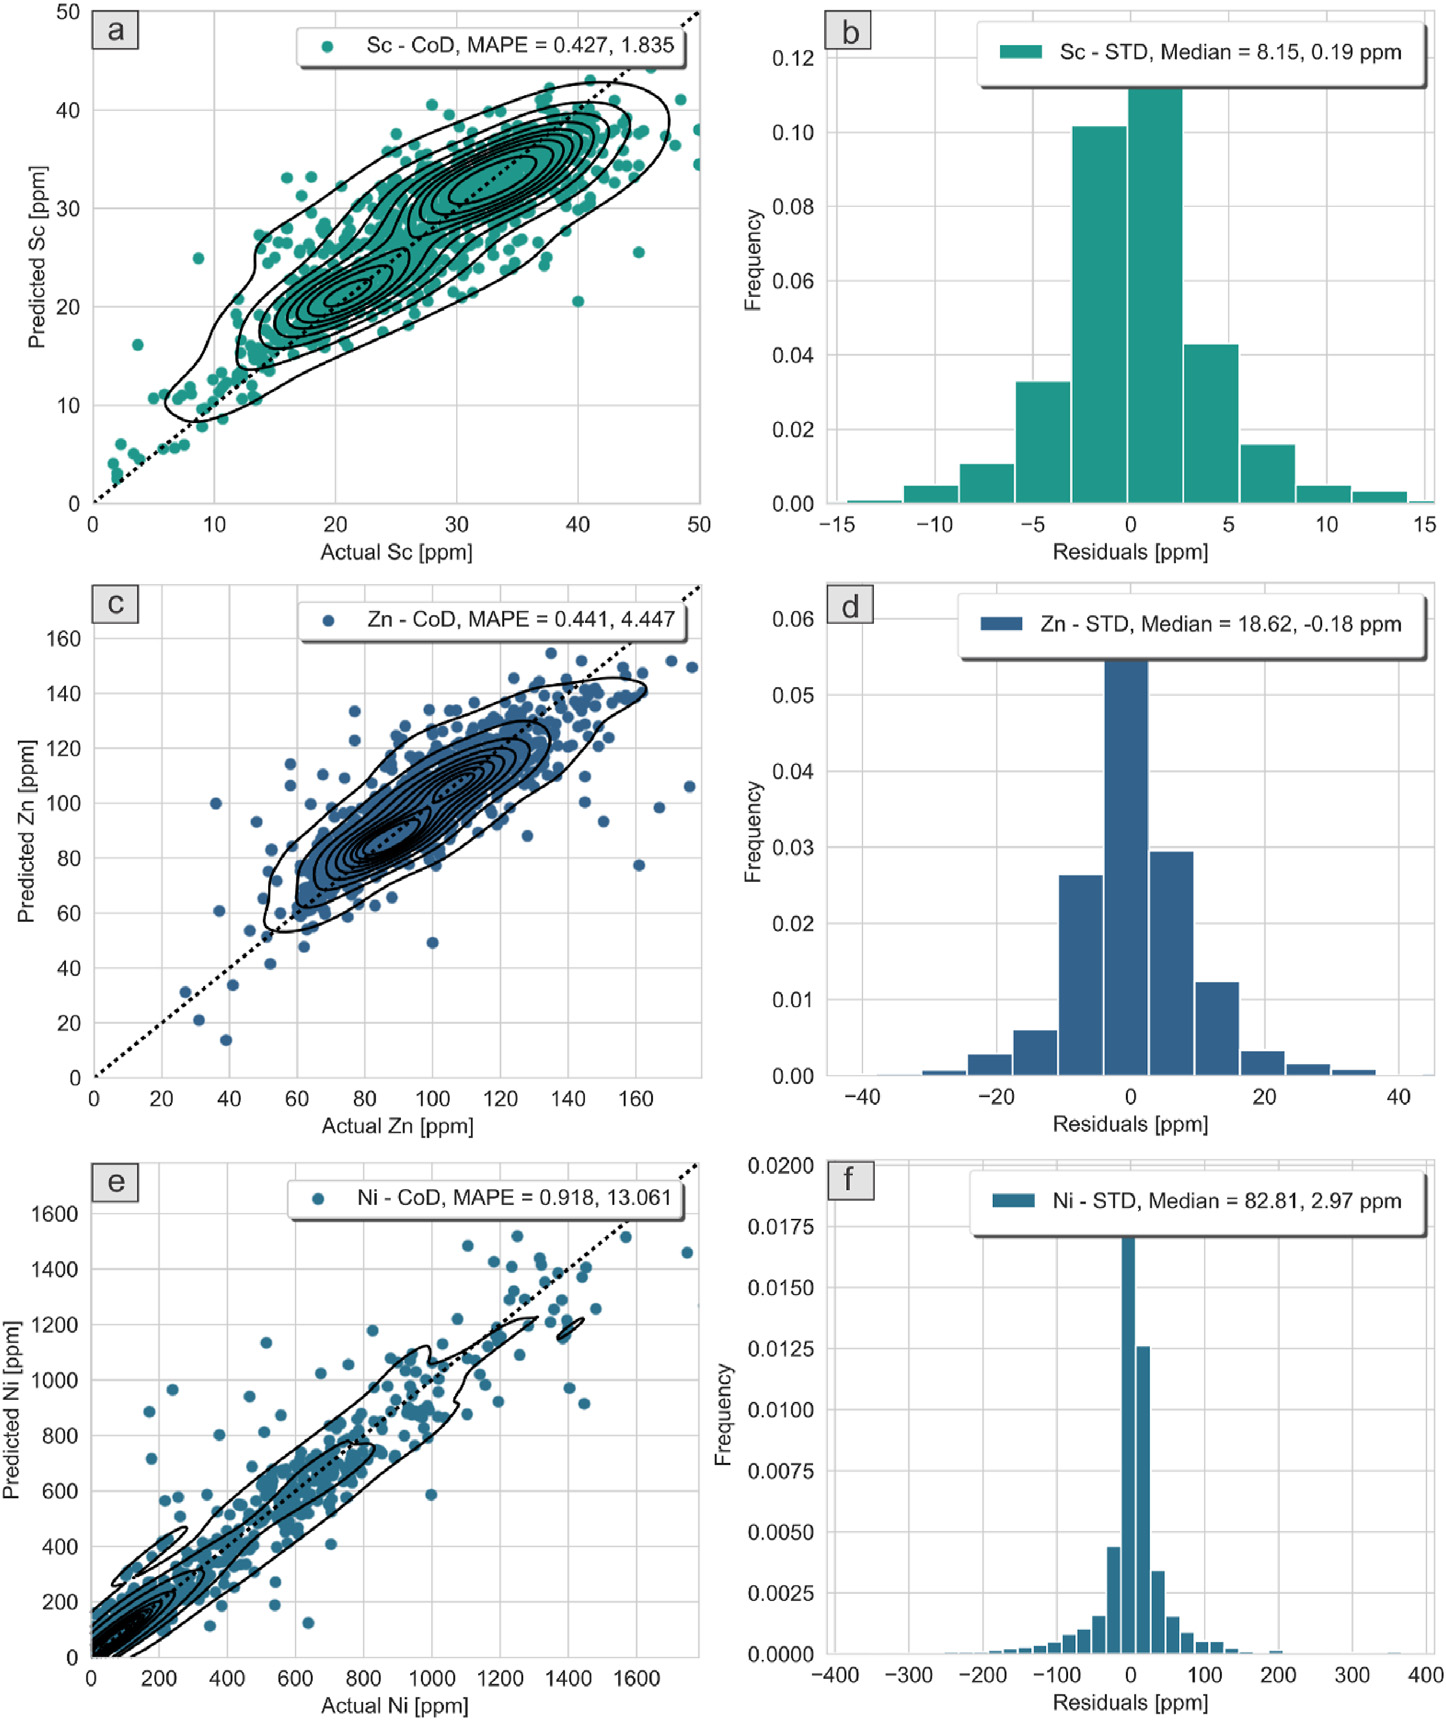 a
Sc - CoD, MAPE = 0.427, 1.835
50
40
30
20
10
0
Predicted Sc [ppm]
0 10 20 30 40 50
Actual Sc [ppm]
b
Sc - STD, Median = 8.15, 0.19 ppm
0.12
0.10
0.08
0.06
0.04
0.02
0.00
Frequency
−15 −10 −5 0 5 10 15
Residuals [ppm]
c
Zn - CoD, MAPE = 0.441, 4.447
160
140
120
100
80
60
40
20
0
Predicted Zn [ppm]
0 20 40 60 80 100 120 140 160
Actual Zn [ppm]
d
Zn - STD, Median = 18.62, -0.18 ppm
0.06
0.05
0.04
0.03
0.02
0.01
0.00
Frequency
−40 −20 0 20 40
Residuals [ppm]
e
Ni - CoD, MAPE = 0.918, 13.061
1600
1400
1200
1000
800
600
400
200
0
Predicted Ni [ppm]
0 200 400 600 800 1000 1200 1400 1600
Actual Ni [ppm]
f
Ni - STD, Median = 82.81, 2.97 ppm
0.0200
0.0175
0.0150
0.0125
0.0100
0.0075
0.0050
0.0025
0.0000
Frequency
−400 −300 −200 −100 0 100 200 300 400
Residuals [ppm]